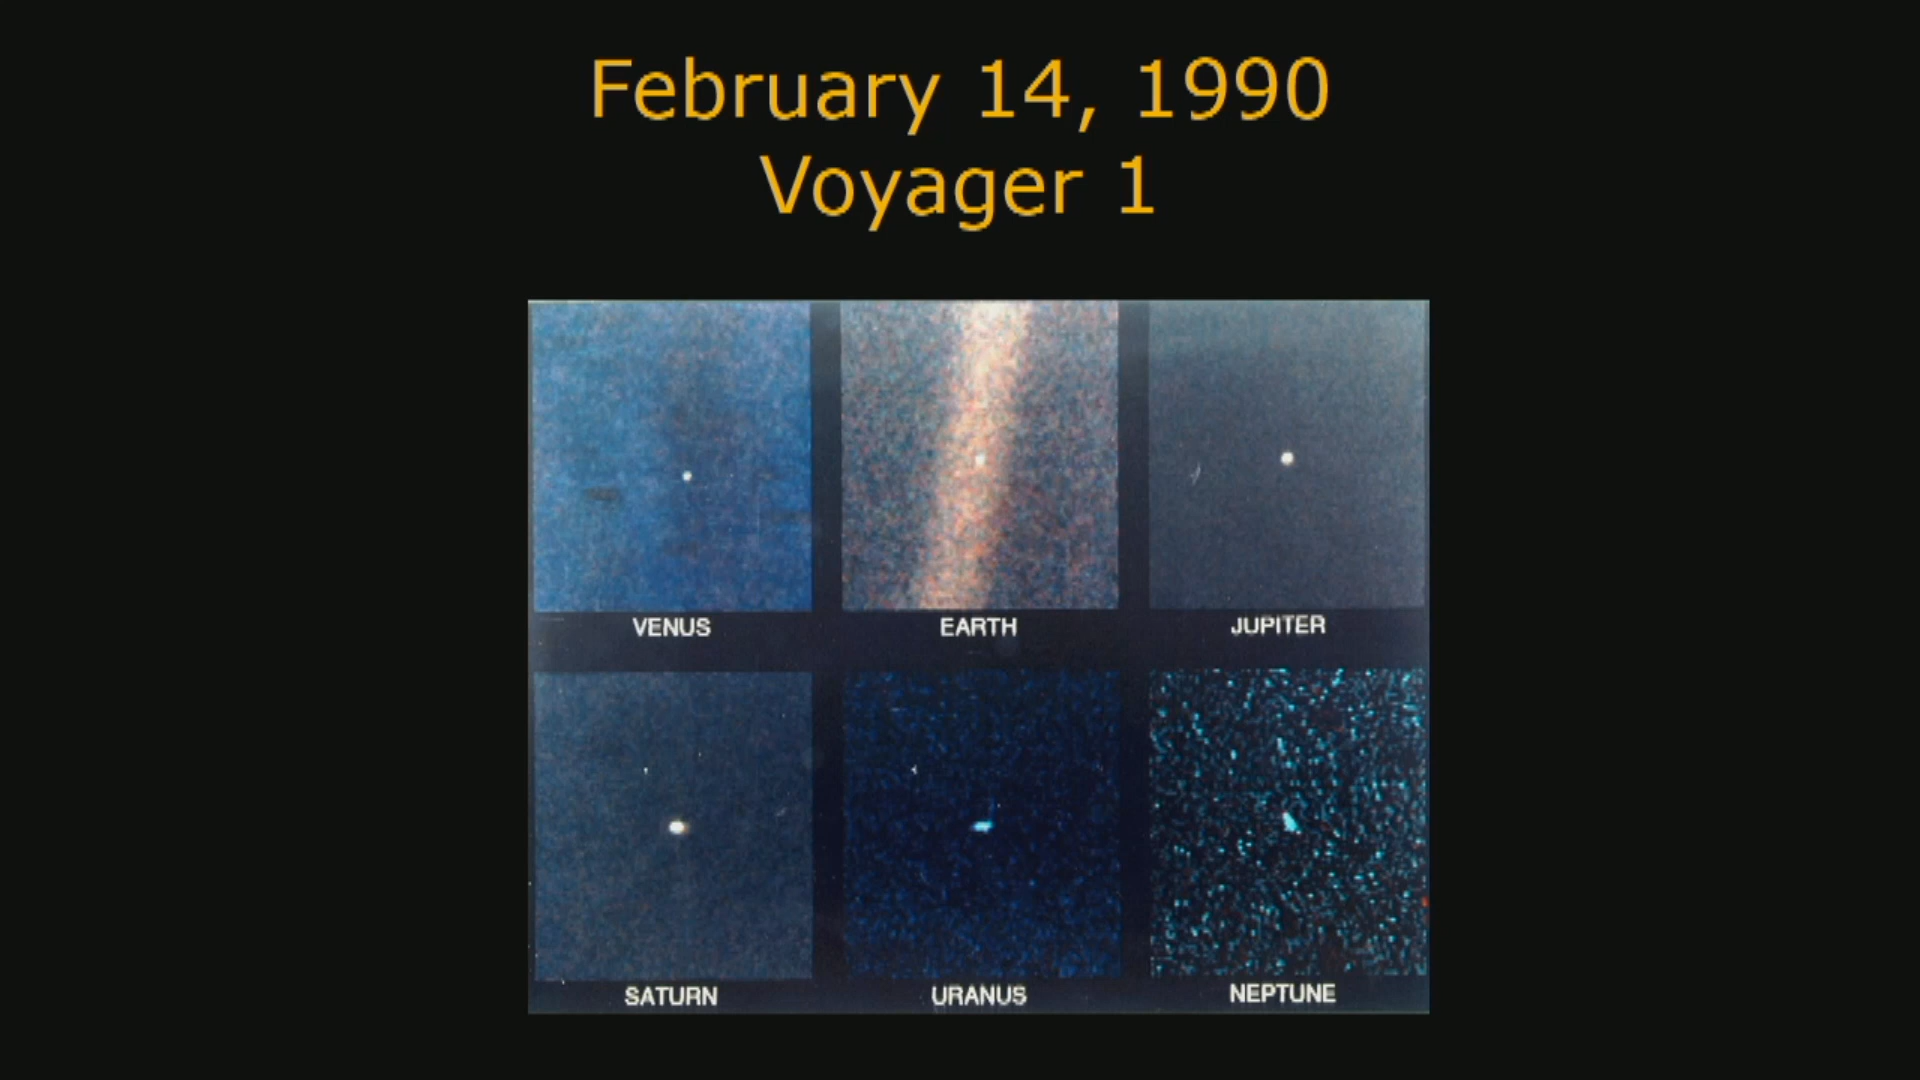 February 14, 1990
Voyager 1
VENUS
EARTH
JUPITER
SATURN
URANUS
NEPTUNE